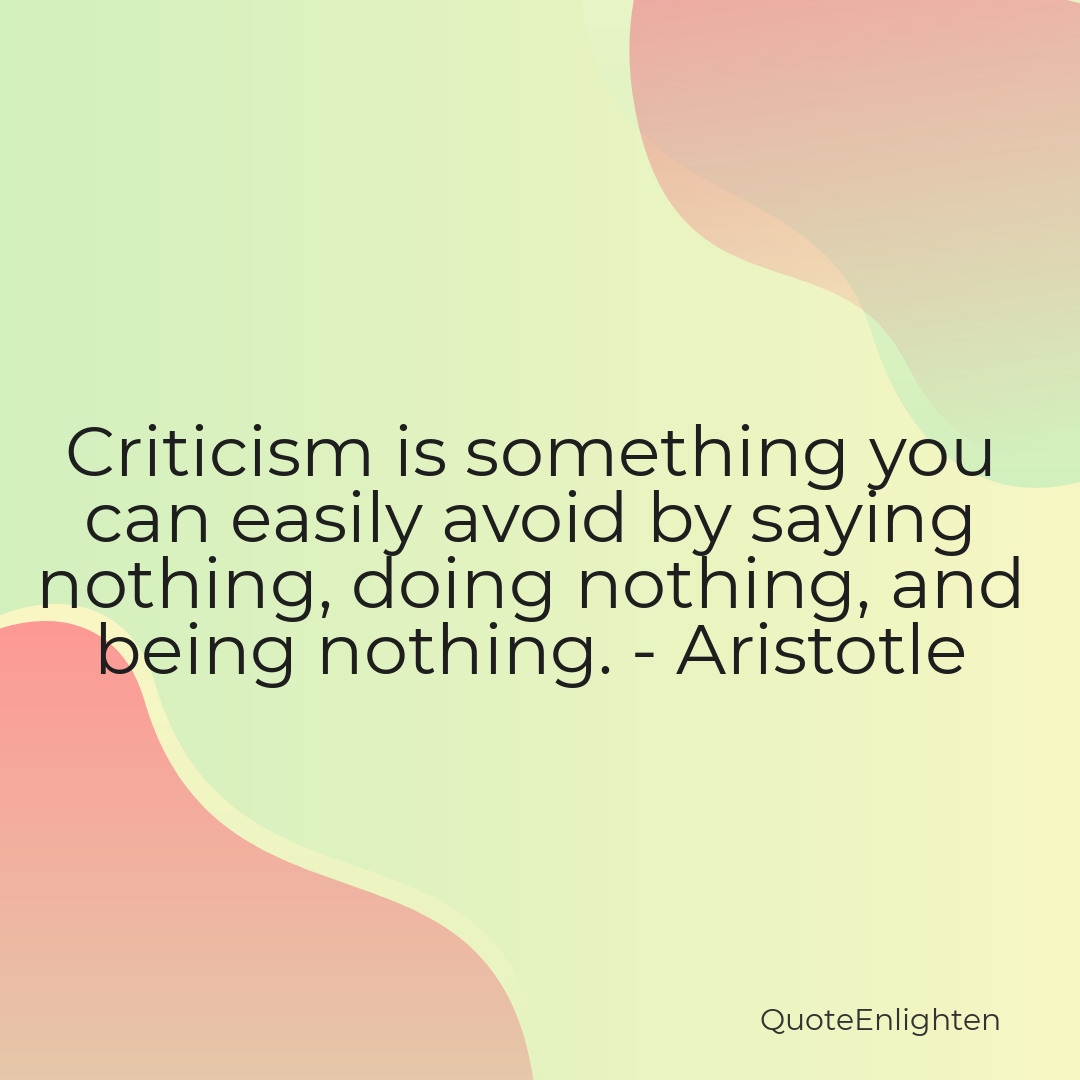 Criticism is something you
can easily avoid by saying
nothing, doing nothing, and
being nothing. - Aristotle
QuoteEnlighten